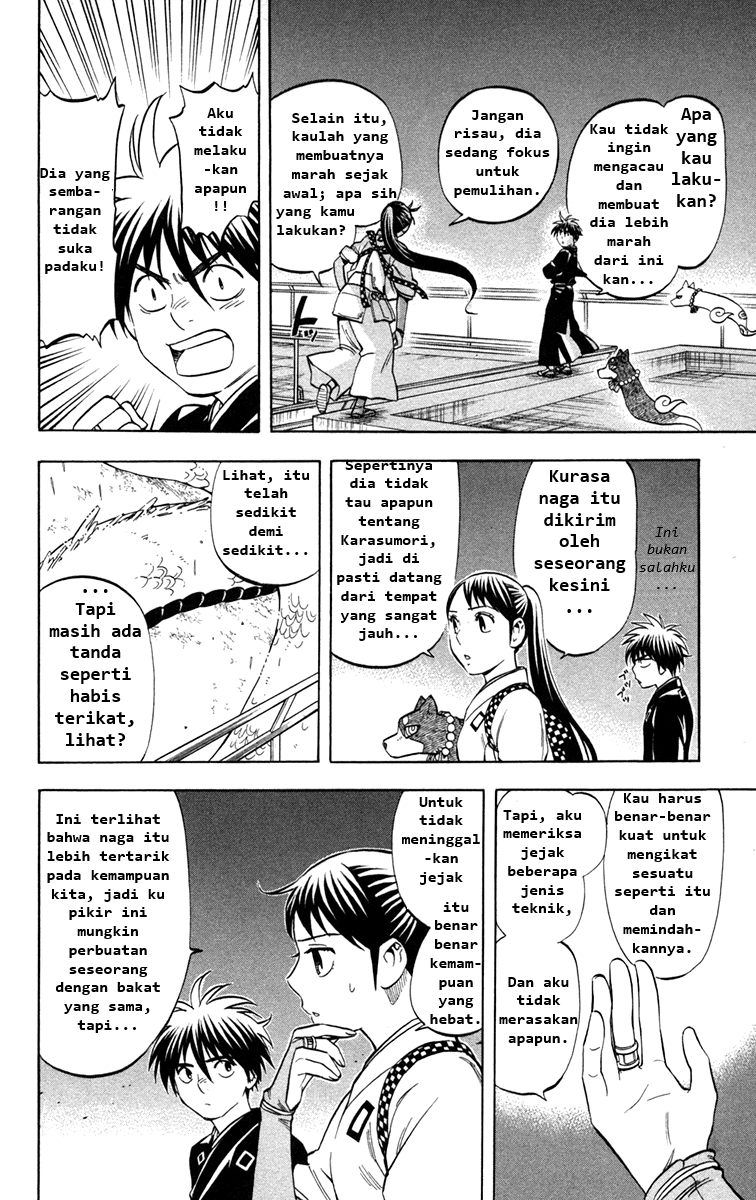 Apa
yang
kau
laku-
kan?
Kau tidak
ingin
mengacau
dan
membuat
dia lebih
marah
dari ini
kan...
Jangan
risau, dia
sedang fokus
untuk
pemulihan.
Selain itu,
kaulah yang
membuatnya
marah sejak
awal; apa sih
yang kamu
lakukan?
Aku
tidak
melaku
-kan
apapun
!!
Dia yang
semba-
rangan
tidak
suka
padaku!
Ini
bukan
salahku
...
Kurasa
naga itu
dikirim
oleh
seseorang
kesini
...
Sepertinya
dia tidak
tau apapun
tentang
Karasumori,
jadi di
pasti datang
dari tempat
yang sangat
jauh...
Lihat, itu
telah
sedikit
demi
sedikit...
...
Tapi
masih ada
tanda
seperti
habis
terikat,
lihat?
Kau harus
benar-benar
kuat untuk
mengikat
sesuatu
seperti itu
dan
memindah-
kannya.
Tapi, aku
memeriksa
jejak
beberapa
jenis
teknik,
Dan aku
tidak
merasakan
apapun.
Untuk
tidak
meninggal
-kan
jejak
itu
benar
benar
kemam-
puan
yang
hebat.
Ini terlihat
bahwa naga itu
lebih tertarik
pada kemampuan
kita, jadi ku
pikir ini
mungkin
perbuatan
seseorang
dengan bakat
yang sama,
tapi...